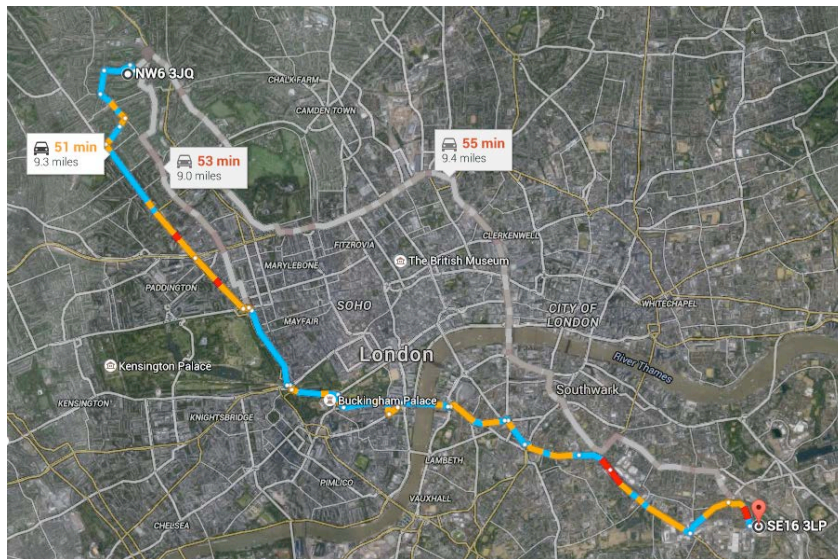 NW6 3JQ
CHALK FARM
CAMDEN TOWN
51 min
9.3 miles
53 min
9.0 miles
55 min
9.4 miles
CLERKENWELL
FITZROVIA
The British Museum
MARYLEBONE
PADDINGTON
SOHO
CITY OF
LONDON
WHITECHAPEL
MAYFAIR
London
River Thames
Kensington Palace
Southwark
KENSINGTON
Buckingham Palace
KNIGHTSBRIDGE
LAMBETH
PIMLICO
VAUXHALL
CHELSEA
SE16 3LP